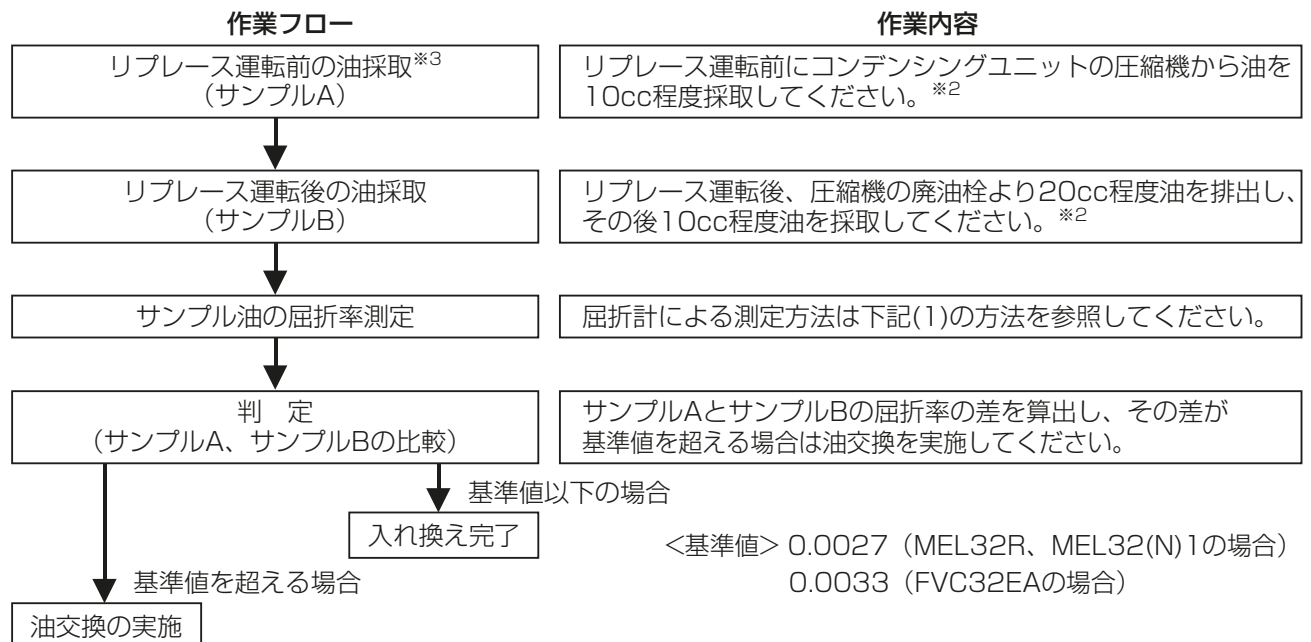 作業フロー
作業内容
リプレース運転前の油採取※3
（サンプルA）
リプレース運転前にコンデンシングユニットの圧縮機から油を
10cc程度採取してください。※2
リプレース運転後の油採取
（サンプルB）
リプレース運転後、圧縮機の廃油栓より20cc程度油を排出し、
その後10cc程度油を採取してください。※2
サンプル油の屈折率測定
屈折計による測定方法は下記(1)の方法を参照してください。
判　定
（サンプルA、サンプルBの比較）
サンプルAとサンプルBの屈折率の差を算出し、その差が
基準値を超える場合は油交換を実施してください。
基準値以下の場合
入れ換え完了
<基準値> 0.0027（MEL32R、MEL32(N)1の場合）
0.0033（FVC32EAの場合）
基準値を超える場合
油交換の実施